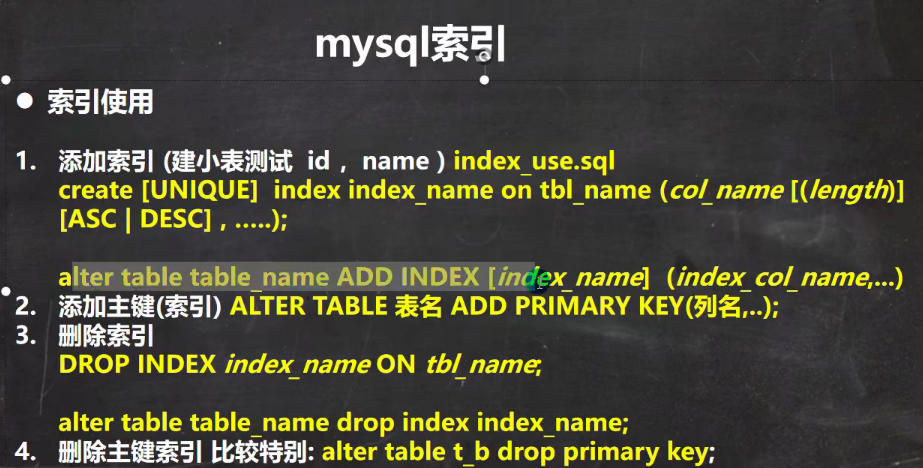 mysql索引
● 索引使用
1. 添加索引 (建小表测试 id , name ) index_use.sql
create [UNIQUE] index index_name on tbl_name (col_name [(length)]
[ASC | DESC] , …..);
alter table table_name ADD INDEX [index_name] (index_col_name,...)
2. 添加主键(索引) ALTER TABLE 表名 ADD PRIMARY KEY(列名,..);
3. 删除索引
DROP INDEX index_name ON tbl_name;
alter table table_name drop index index_name;
4. 删除主键索引 比较特别: alter table t_b drop primary key;